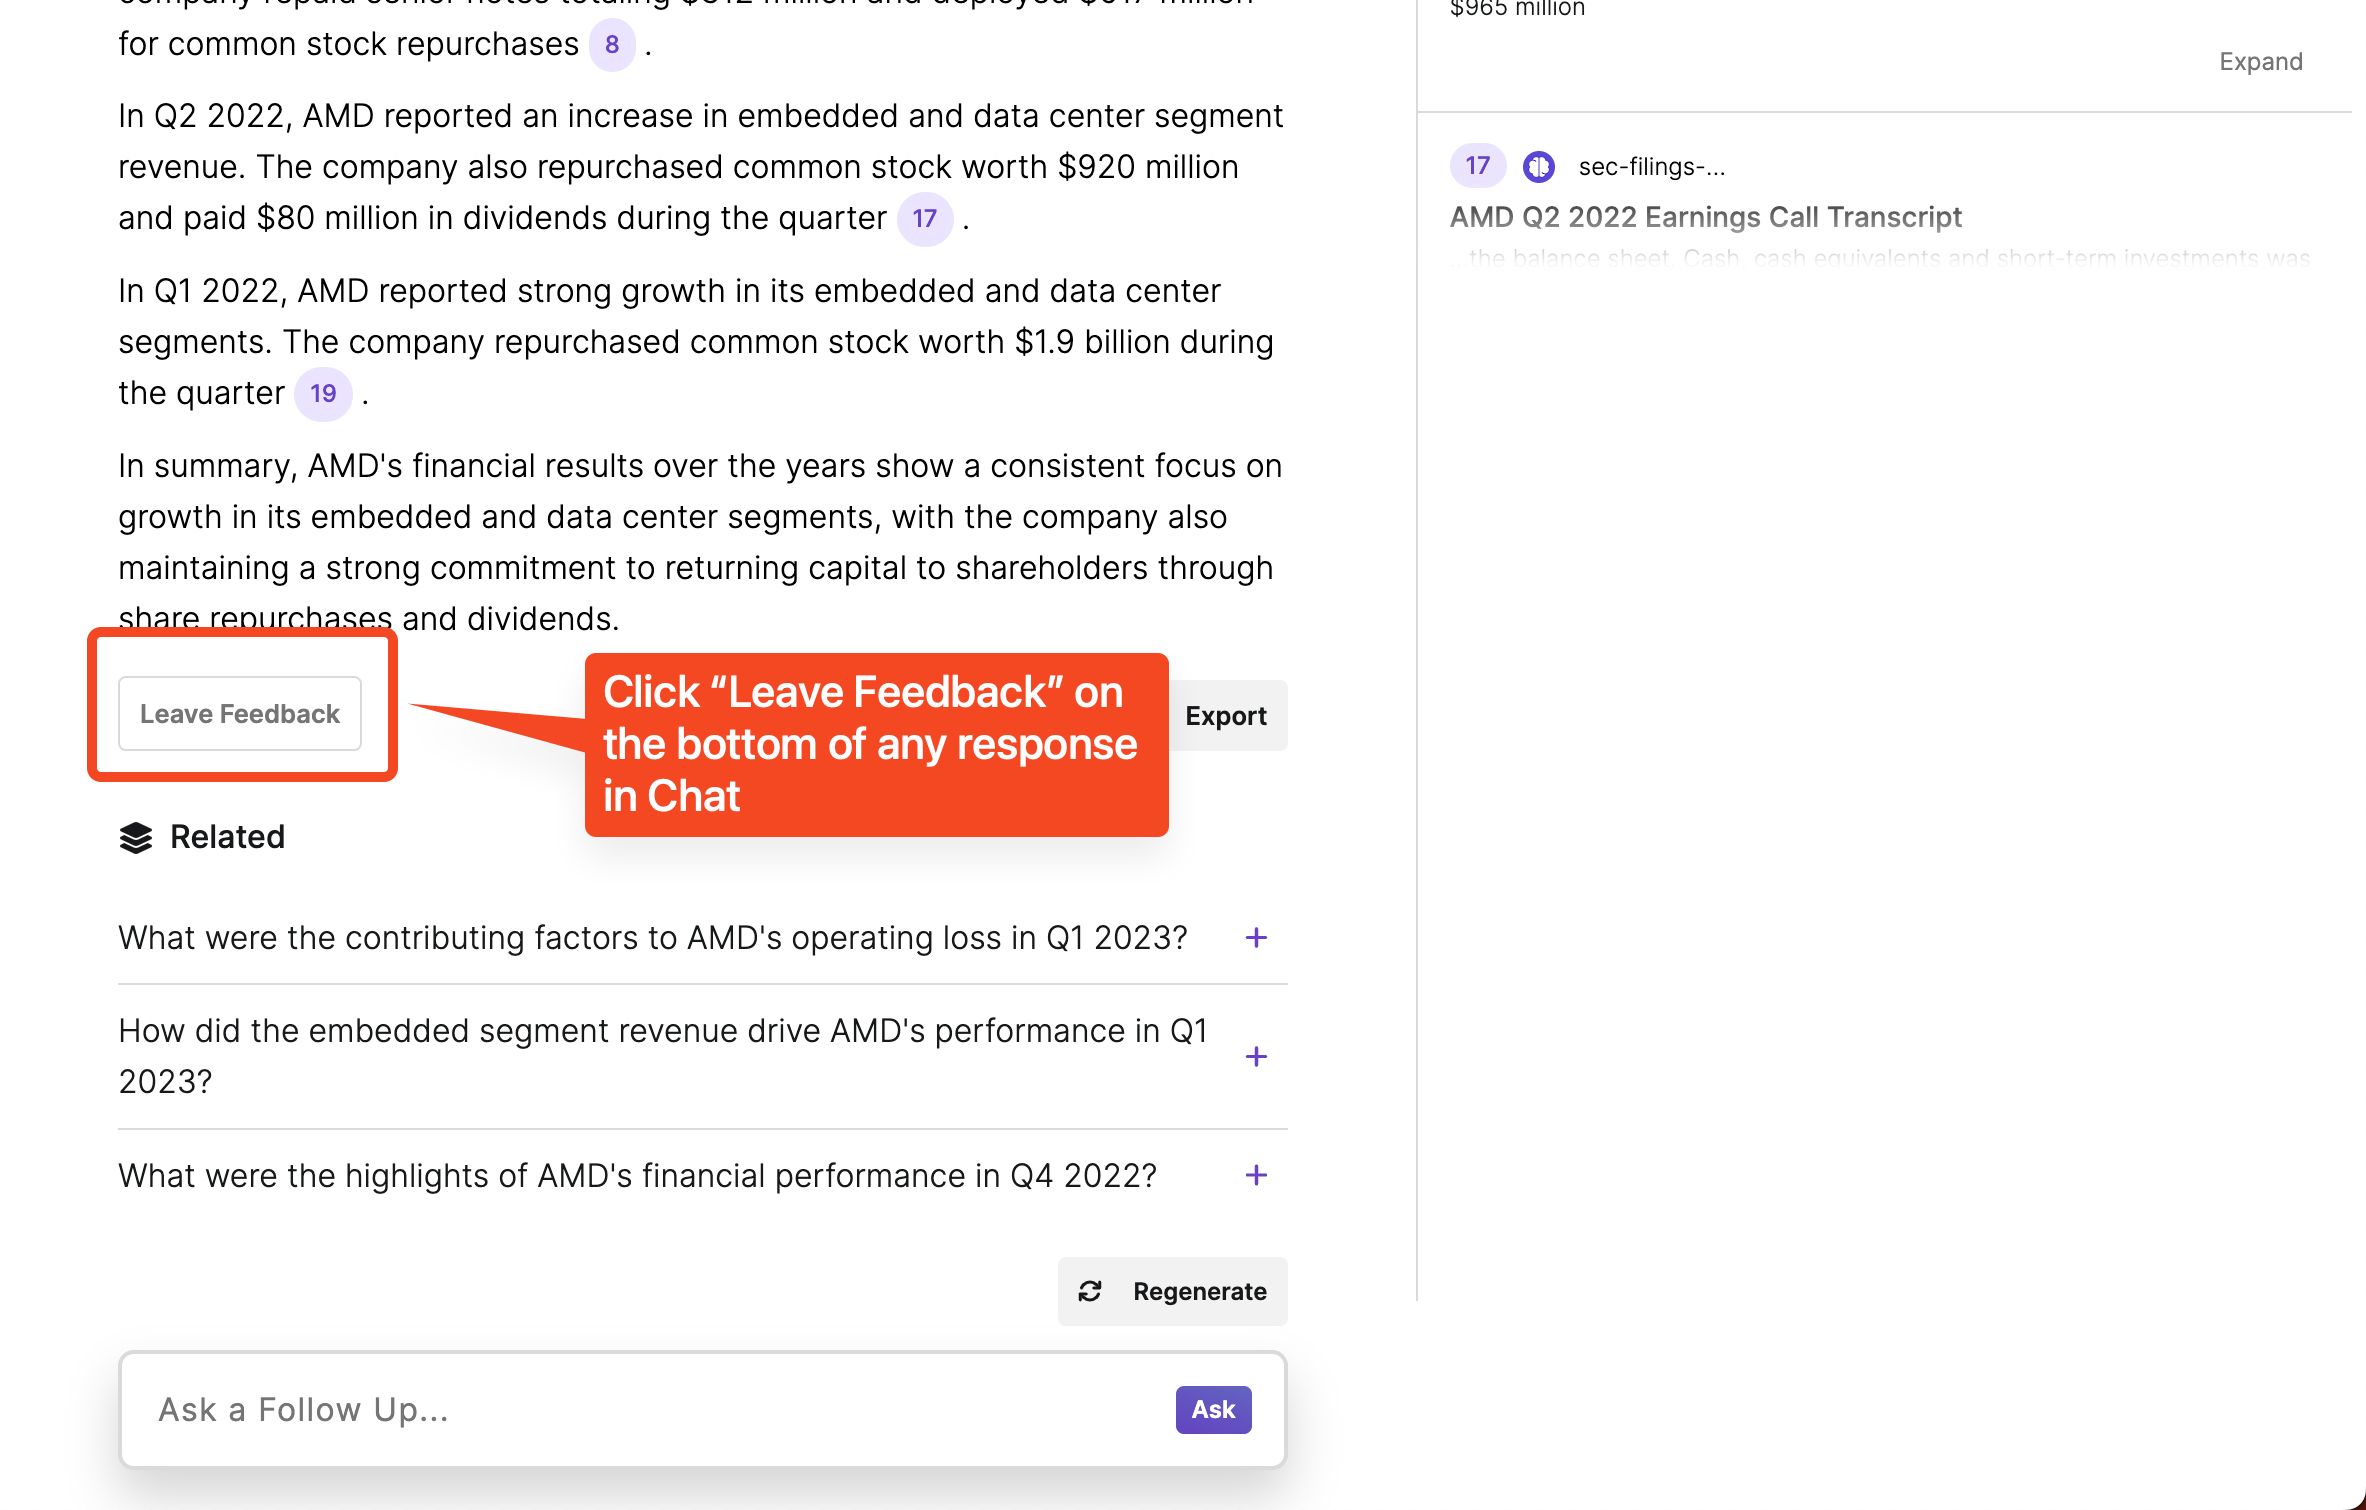 for common stock repurchases 8 .
In Q2 2022, AMD reported an increase in embedded and data center segment
revenue. The company also repurchased common stock worth $920 million
and paid $80 million in dividends during the quarter 17 .
In Q1 2022, AMD reported strong growth in its embedded and data center
segments. The company repurchased common stock worth $1.9 billion during
the quarter 19 .
In summary, AMD's financial results over the years show a consistent focus on
growth in its embedded and data center segments, with the company also
maintaining a strong commitment to returning capital to shareholders through
share repurchases and dividends.
Leave Feedback
Click “Leave Feedback” on
the bottom of any response
in Chat
Export
Related
What were the contributing factors to AMD's operating loss in Q1 2023?
How did the embedded segment revenue drive AMD's performance in Q1
2023?
What were the highlights of AMD's financial performance in Q4 2022?
Regenerate
Ask a Follow Up...
Ask
$965 million
Expand
17 sec-filings-...
AMD Q2 2022 Earnings Call Transcript
...the balance sheet. Cash, cash equivalents and short-term investments was